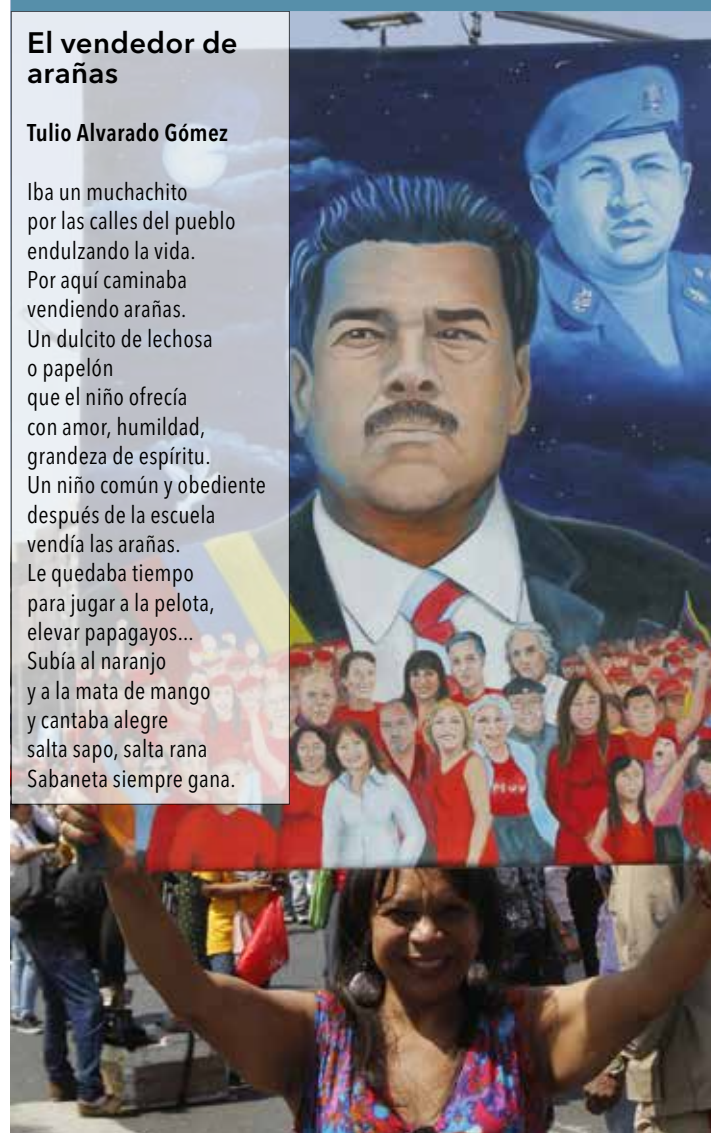 El vendedor de
arañas
Tulio Alvarado Gómez
Iba un muchachito
por las calles del pueblo
endulzando la vida.
Por aquí caminaba
vendiendo arañas.
Un dulcito de lechosa
o papelón
que el niño ofrecía
con amor, humildad,
grandeza de espíritu.
Un niño común y obediente
después de la escuela
vendía las arañas.
Le quedaba tiempo
para jugar a la pelota,
elevar papagayos...
Subía al naranjo
y a la mata de mango
y cantaba alegre
salta sapo, salta rana
Sabaneta siempre gana.